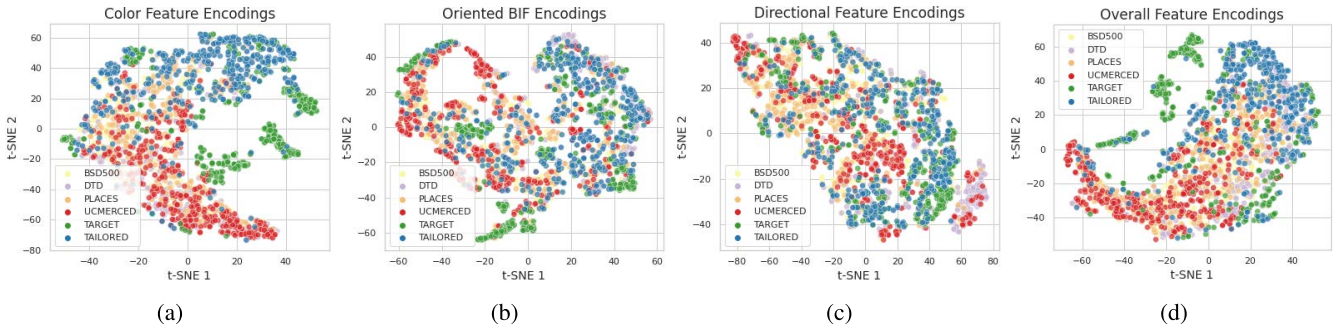 Color Feature Encodings
60
40
20
0
−20
−40
−60
−80
−40
−20
0
20
40
t-SNE 1
t-SNE 2
BSD500
DTD
PLACES
UCMERCED
TARGET
TAILORED
(a)
Oriented BIF Encodings
40
20
0
−20
−40
−60
−60
−40
−20
0
20
40
60
t-SNE 1
t-SNE 2
BSD500
DTD
PLACES
UCMERCED
TARGET
TAILORED
(b)
Directional Feature Encodings
40
20
0
−20
−40
−80
−60
−40
−20
0
20
40
60
80
t-SNE 1
t-SNE 2
BSD500
DTD
PLACES
UCMERCED
TARGET
TAILORED
(c)
Overall Feature Encodings
60
40
20
0
−20
−40
−60
−40
−20
0
20
40
t-SNE 1
t-SNE 2
BSD500
DTD
PLACES
UCMERCED
TARGET
TAILORED
(d)